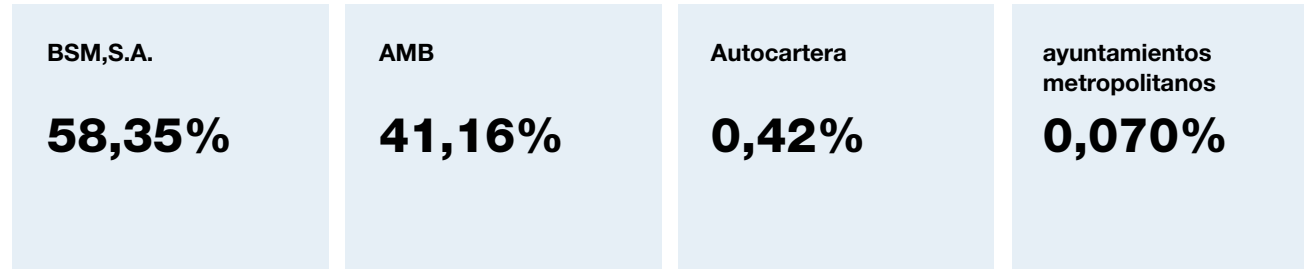 BSM,S.A.
58,35%
AMB
41,16%
Autocartera
0,42%
ayuntamientos
metropolitanos
0,070%